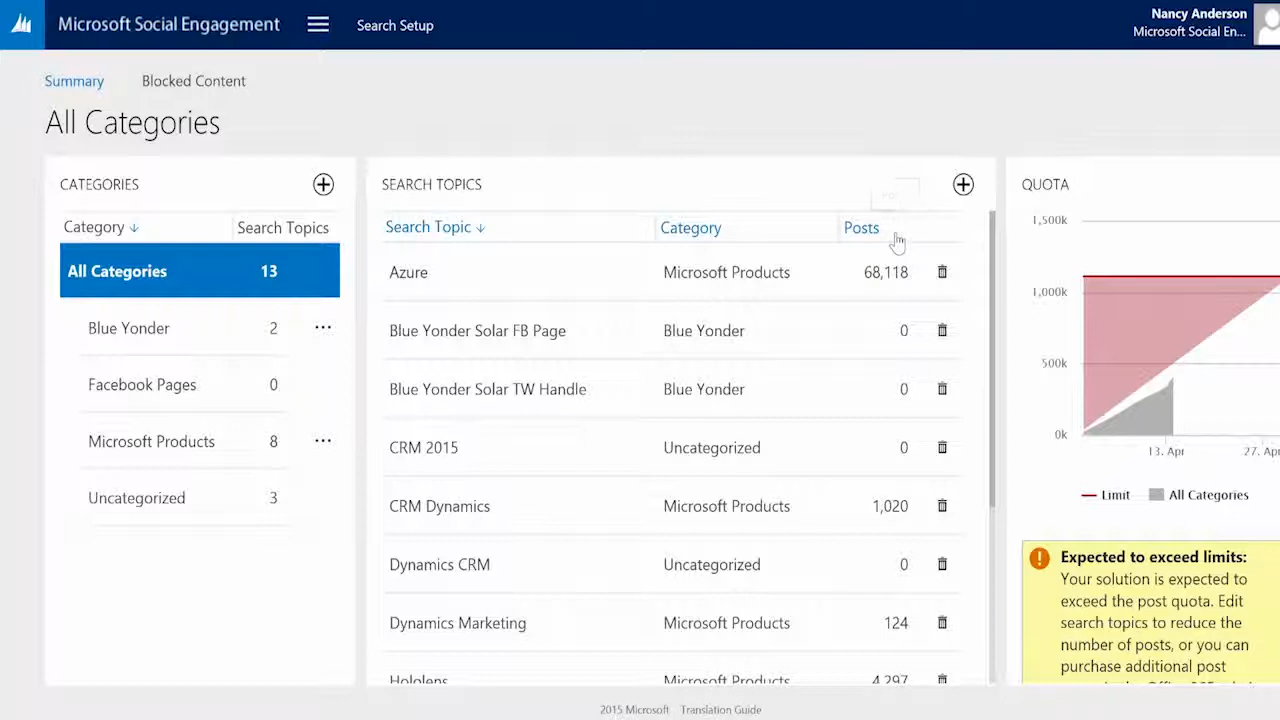 Microsoft Social Engagement
Search Setup
Nancy Anderson
Microsoft Social En...
Summary
Blocked Content
All Categories
CATEGORIES
Category
Search Topics
All Categories 13
Blue Yonder 2
Facebook Pages 0
Microsoft Products 8
Uncategorized 3
SEARCH TOPICS
Search Topic
Category
Posts
Azure Microsoft Products 68,118
Blue Yonder Solar FB Page Blue Yonder 0
Blue Yonder Solar TW Handle Blue Yonder 0
CRM 2015 Uncategorized 0
CRM Dynamics Microsoft Products 1,020
Dynamics CRM Uncategorized 0
Dynamics Marketing Microsoft Products 124
Hololens Microsoft Products 4,297
QUOTA
1,500k
1,000k
500k
0k
13. Apr
27. Apr
Limit
All Categories
Expected to exceed limits:
Your solution is expected to
exceed the post quota. Edit
search topics to reduce the
number of posts, or you can
purchase additional post
2015 Microsoft Translation Guide